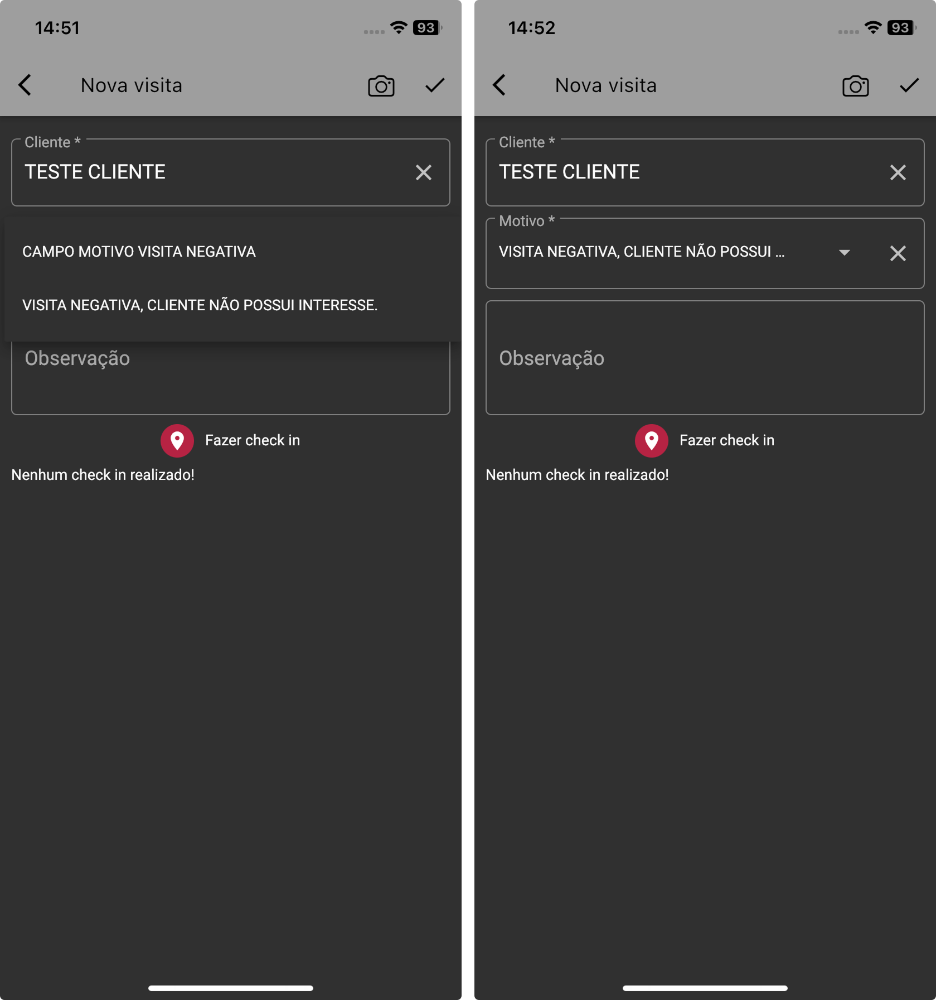 14:51
93
Nova visita
Cliente *
TESTE CLIENTE
CAMPO MOTIVO VISITA NEGATIVA
VISITA NEGATIVA, CLIENTE NÃO POSSUI INTERESSE.
Observação
Fazer check in
Nenhum check in realizado!
14:52
93
Nova visita
Cliente *
TESTE CLIENTE
Motivo *
VISITA NEGATIVA, CLIENTE NÃO POSSUI ...
Observação
Fazer check in
Nenhum check in realizado!